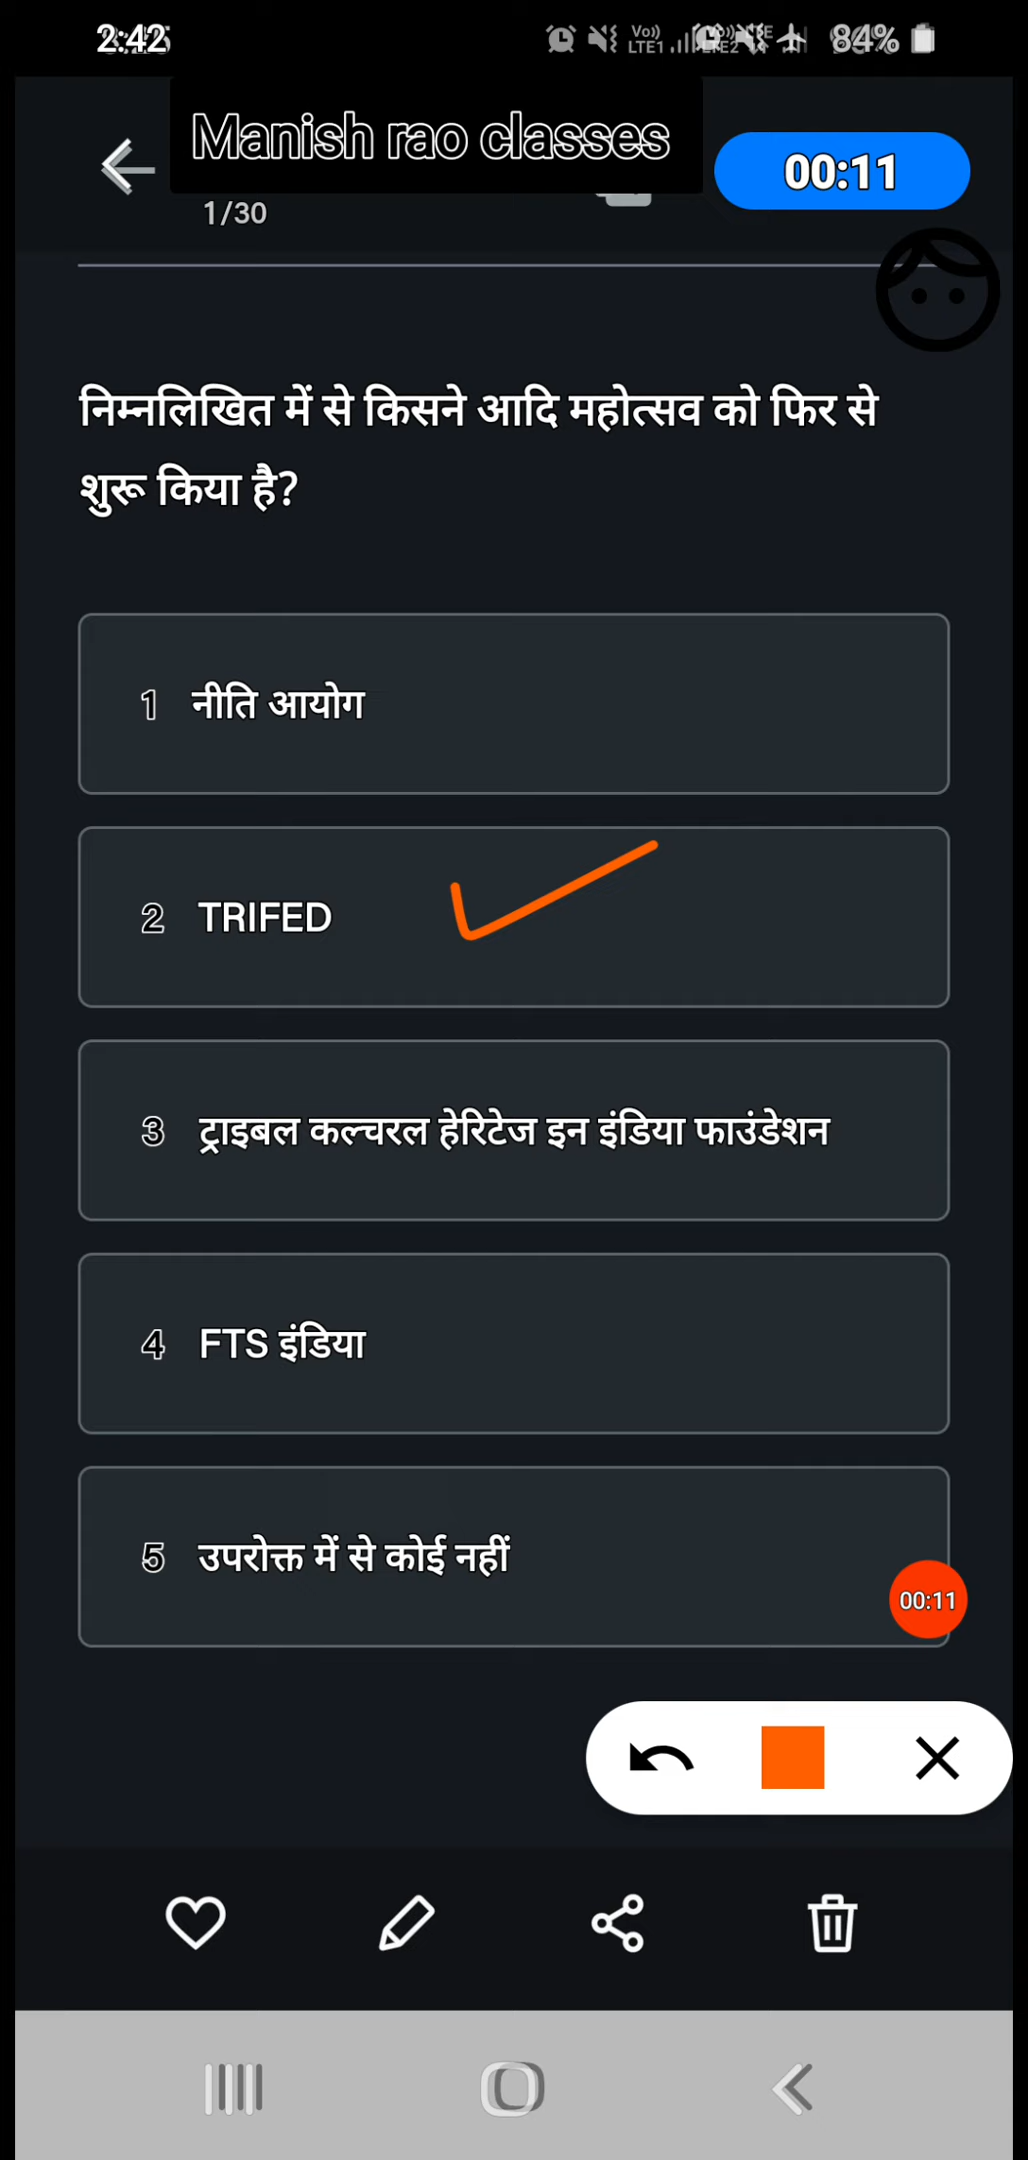 2:42
84%
Manish rao classes
00:11
1/30
निम्नलिखित में से किसने आदि महोत्सव को फिर से
शुरू किया है?
1 नीति आयोग
2 TRIFED
3 ट्राइबल कल्चरल हेरिटेज इन इंडिया फाउंडेशन
4 FTS इंडिया
5 उपरोक्त में से कोई नहीं
00:11